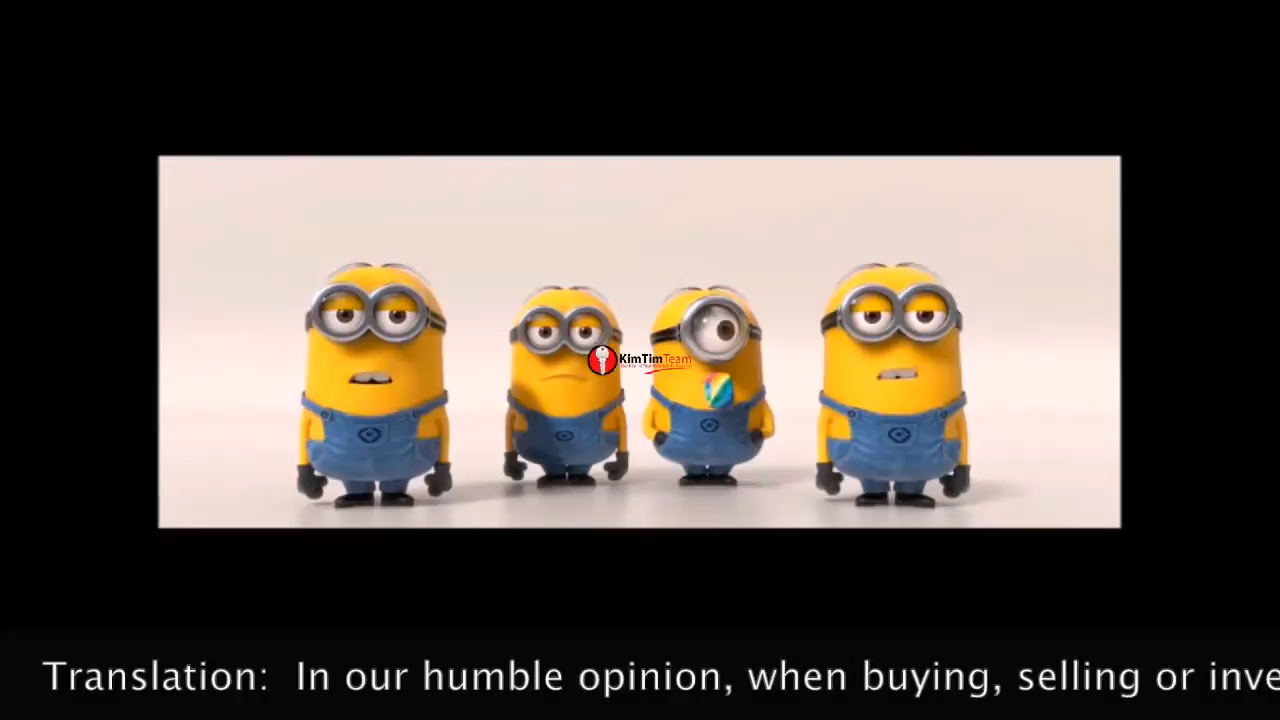 KimTimTeam
Translation:  In our humble opinion, when buying, selling or inve